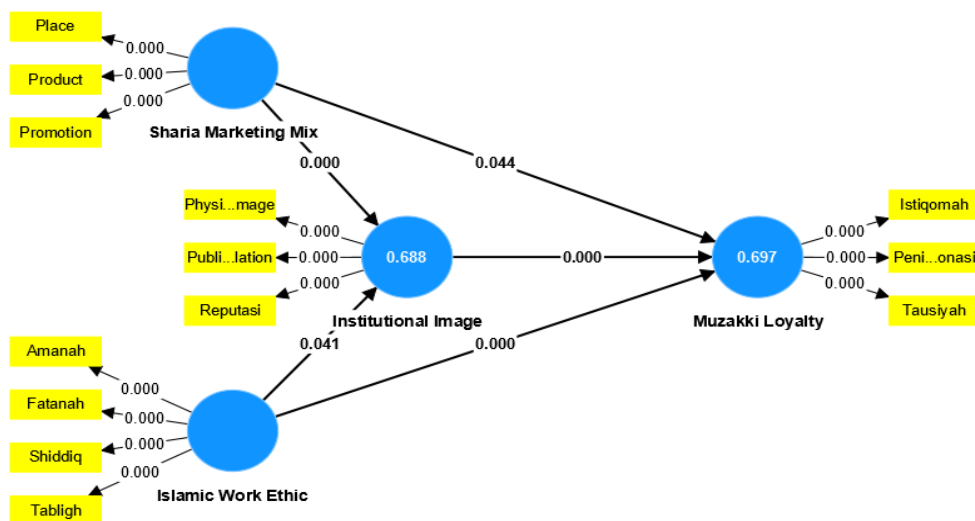 Place
0.000
Product
0.000
0.000
Promotion
Sharia Marketing Mix
0.000
0.044
Physi...mage
0.000
Publi...lation
0.000
0.000
Reputasi
0.688
Institutional Image
0.000
0.697
Muzakki Loyalty
Istiqomah
0.000
Peni...onasi
0.000
0.000
Tausiyah
0.041
0.000
Amanah
0.000
Fatanah
0.000
0.000
Shiddiq
0.000
Tabligh
Islamic Work Ethic